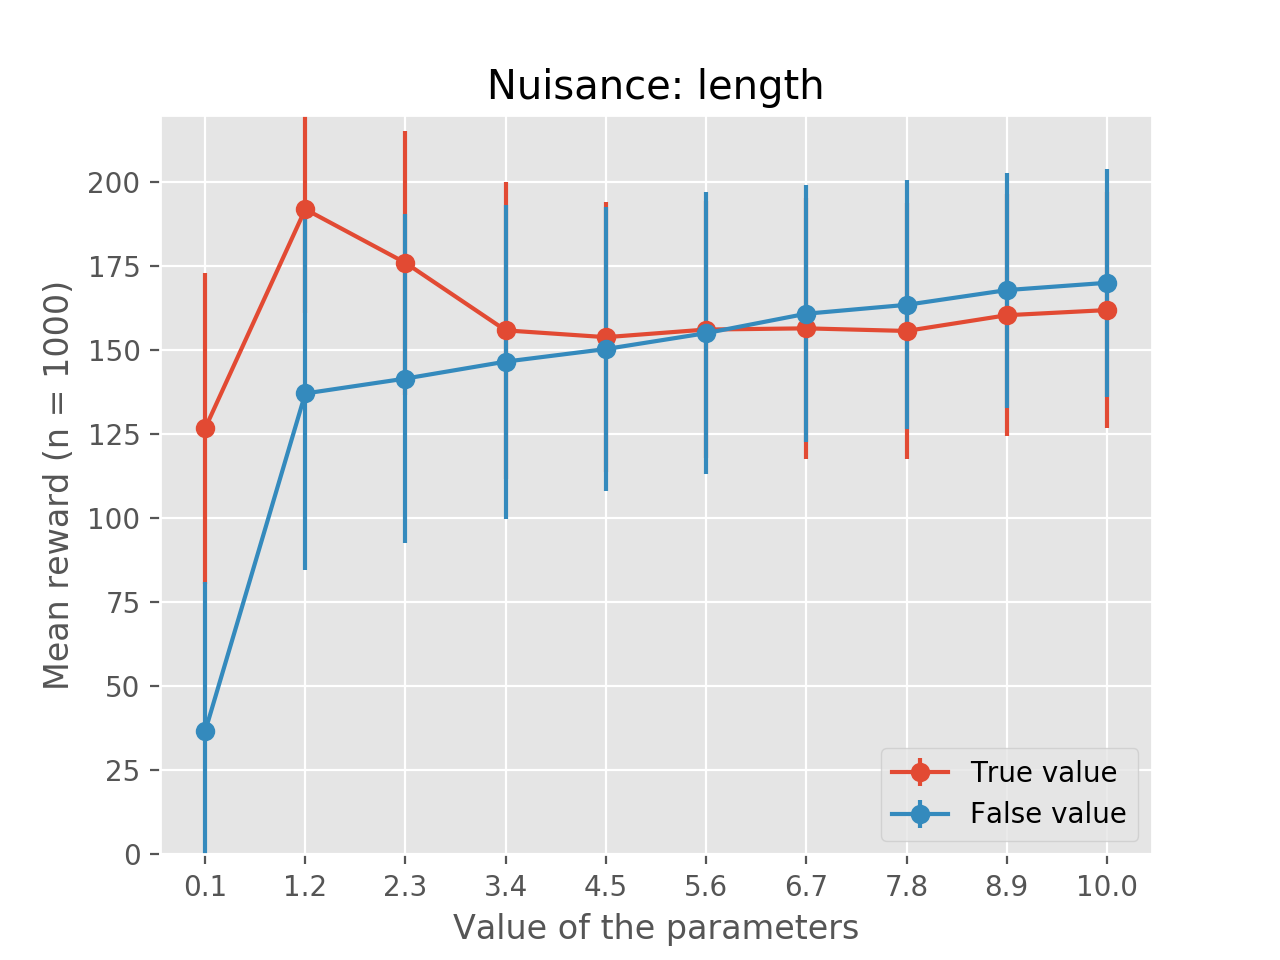 Nuisance: length
Mean reward (n = 1000)
200
175
150
125
100
75
50
25
0
0.1 1.2 2.3 3.4 4.5 5.6 6.7 7.8 8.9 10.0
Value of the parameters
True value
False value